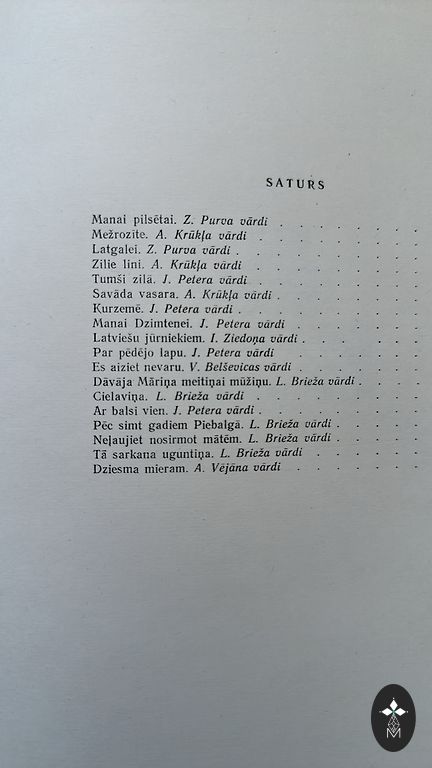 SATURS
Manai pilsētai. Z. Purva vārdi . . . . . .
Mežrozīte. A. Krūkļa vārdi . . . . . .
Latgalei. Z. Purva vārdi . . . . . . .
Zilie lini. A. Krūkļa vārdi . . . . . .
Tumši zilā. J. Petera vārdi . . . . . .
Savāda vasara. A. Krūkļa vārdi . . . . . .
Kurzemē. J. Petera vārdi . . . . . . .
Manai Dzimtenei. J. Petera vārdi . . . . .
Latviešu jūrniekiem. I. Ziedoņa vārdi . . . . .
Par pēdējo lapu. J. Petera vārdi . . . . .
Es aiziet nevaru. V. Belševicas vārdi . . . . .
Dāvāja Māriņa meitiņai mūžiņu. L. Brieža vārdi . . . .
Cielaviņa. L. Brieža vārdi . . . . . .
Ar balsi vien. J. Petera vārdi . . . . . .
Pēc simt gadiem Piebalgā. L. Brieža vārdi . . . . .
Neļaujiet nosirmot mātēm. L. Brieža vārdi . . . . .
Tā sarkana uguntiņa. L. Brieža vārdi . . . . .
Dziesma mieram. A. Vējāna vārdi . . . . . .